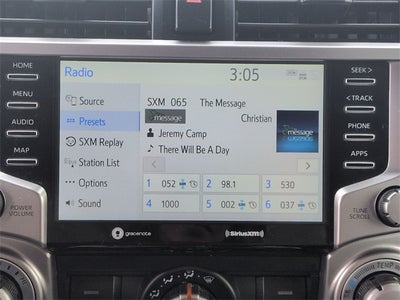 HOME
MENU
AUDIO
MAP
POWER
VOLUME
Radio
3:05
Source
Presets
SXM Replay
Station List
Options
Sound
SXM 065 The Message
message
Christian
message
Jeremy Camp
There Will Be A Day
<
>
1 052
2 98.1
3 530
4 1000
5 002
6 037
gracenote
SiriusXM
SEEK >
< TRACK
PHONE
APPS
TUNE
SCROLL
TEMP